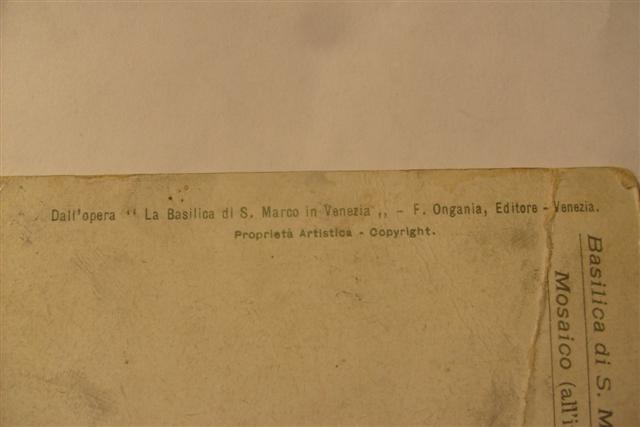 Dall'opera “ La Basilica di S. Marco in Venezia „ - F. Ongania, Editore - Venezia.
Proprietà Artistica - Copyright.
Basilica di S. M
Mosaico (all'i